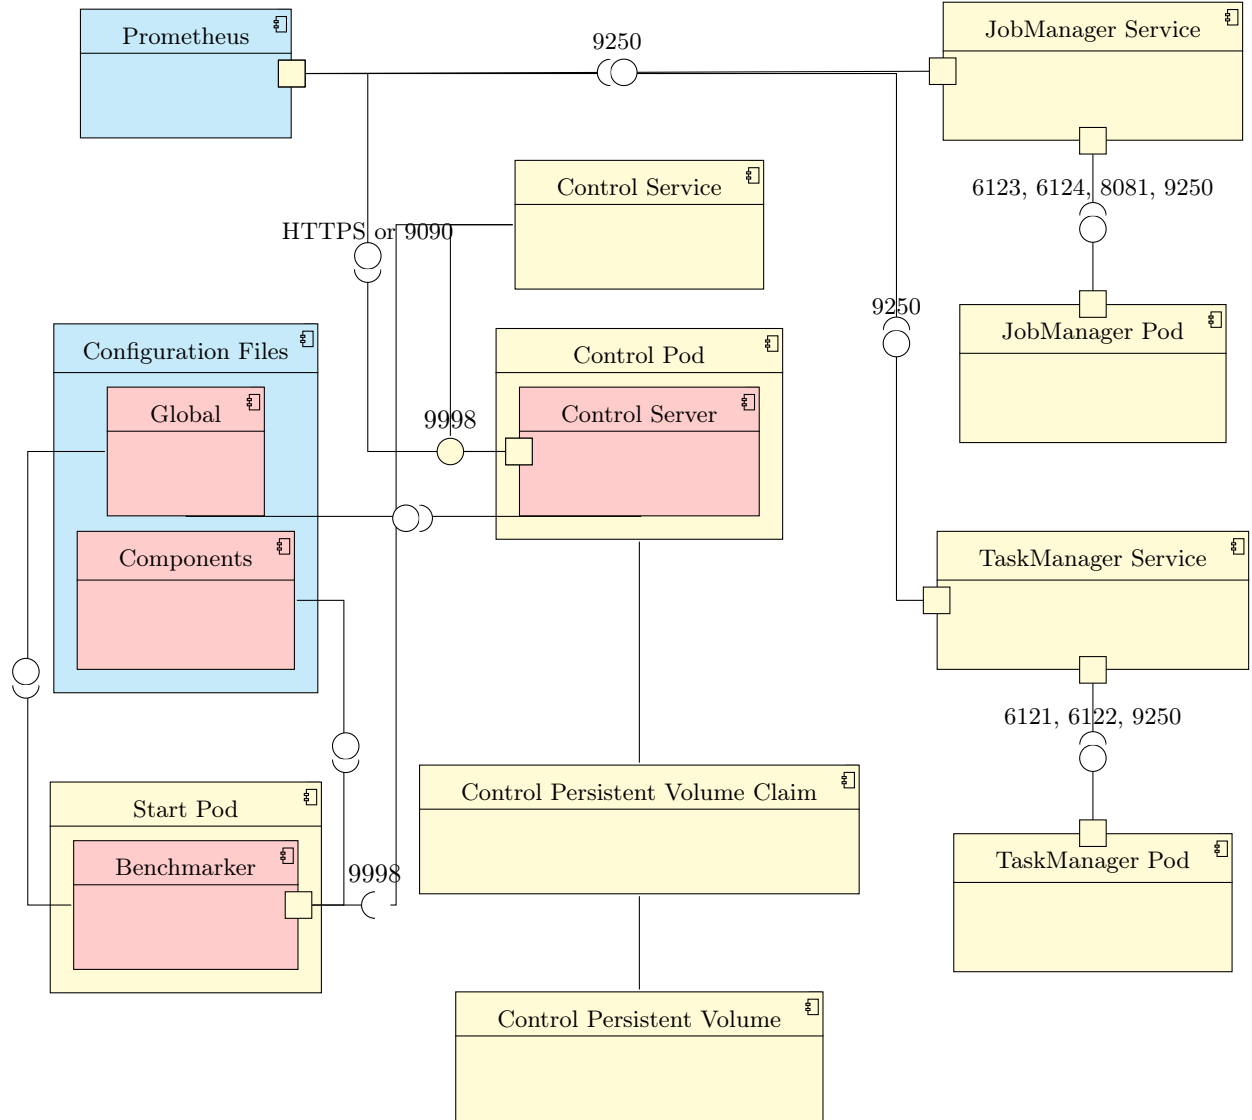 Prometheus
9250
JobManager Service
Control Service
6123, 6124, 8081, 9250
HTTPS or 9090
9250
JobManager Pod
Configuration Files
Control Pod
Global
Control Server
9998
Components
TaskManager Service
6121, 6122, 9250
Control Persistent Volume Claim
Start Pod
TaskManager Pod
Benchmarker
9998
Control Persistent Volume